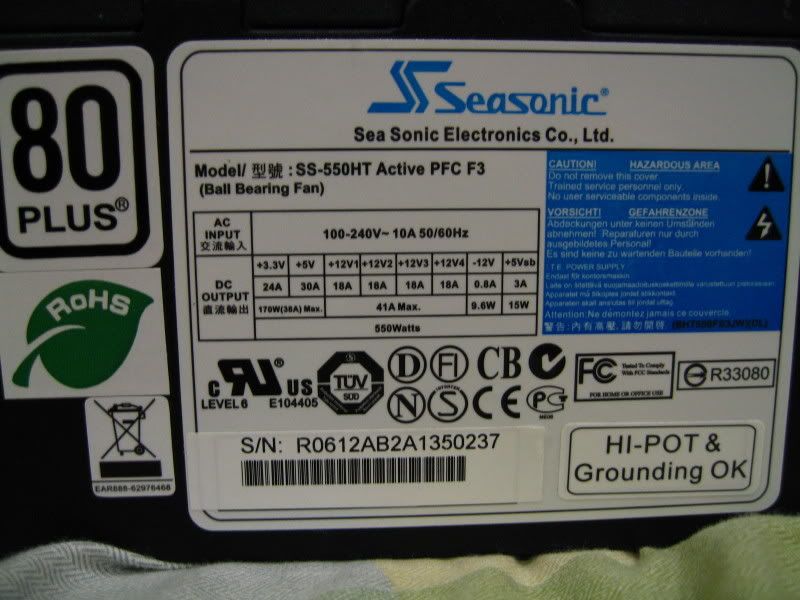 80
PLUS®
RoHS
EAR888-62976468
Seasonic®
Sea Sonic Electronics Co., Ltd.
Model/ 型號 : SS-550HT Active PFC F3
(Ball Bearing Fan)
AC
INPUT
交流輸入
100-240V~ 10A 50/60Hz
DC
OUTPUT
直流輸出
+3.3V +5V +12V1 +12V2 +12V3 +12V4 -12V +5Vsb
24A 30A 18A 18A 18A 18A 0.8A 3A
41A Max. 9.6W 15W
550Watts
CAUTION! HAZARDOUS AREA
Do not remove this cover.
Trained service personnel only.
No user serviceable components inside.
VORSICHT! GEFAHRENZONE
Abdeckungen unter keinen Umständen
abnehmen! Reparaturen nur durch
ausgebildetes Personal!
Es sind keine zu wartenden Bauteile vorhanden!
I.T.E. POWER SUPPLY
Attention:Ne démontez jamais ce couvercle.
警告:內有高壓,請勿開啓
c RU US
LEVEL 6 E104405
TÜV
SÜD
D FI CB
N S CE
FC Tested To Comply
With FCC Standards
FOR HOME OR OFFICE USE
R33080
S/N: R0612AB2A1350237
HI-POT &
Grounding OK